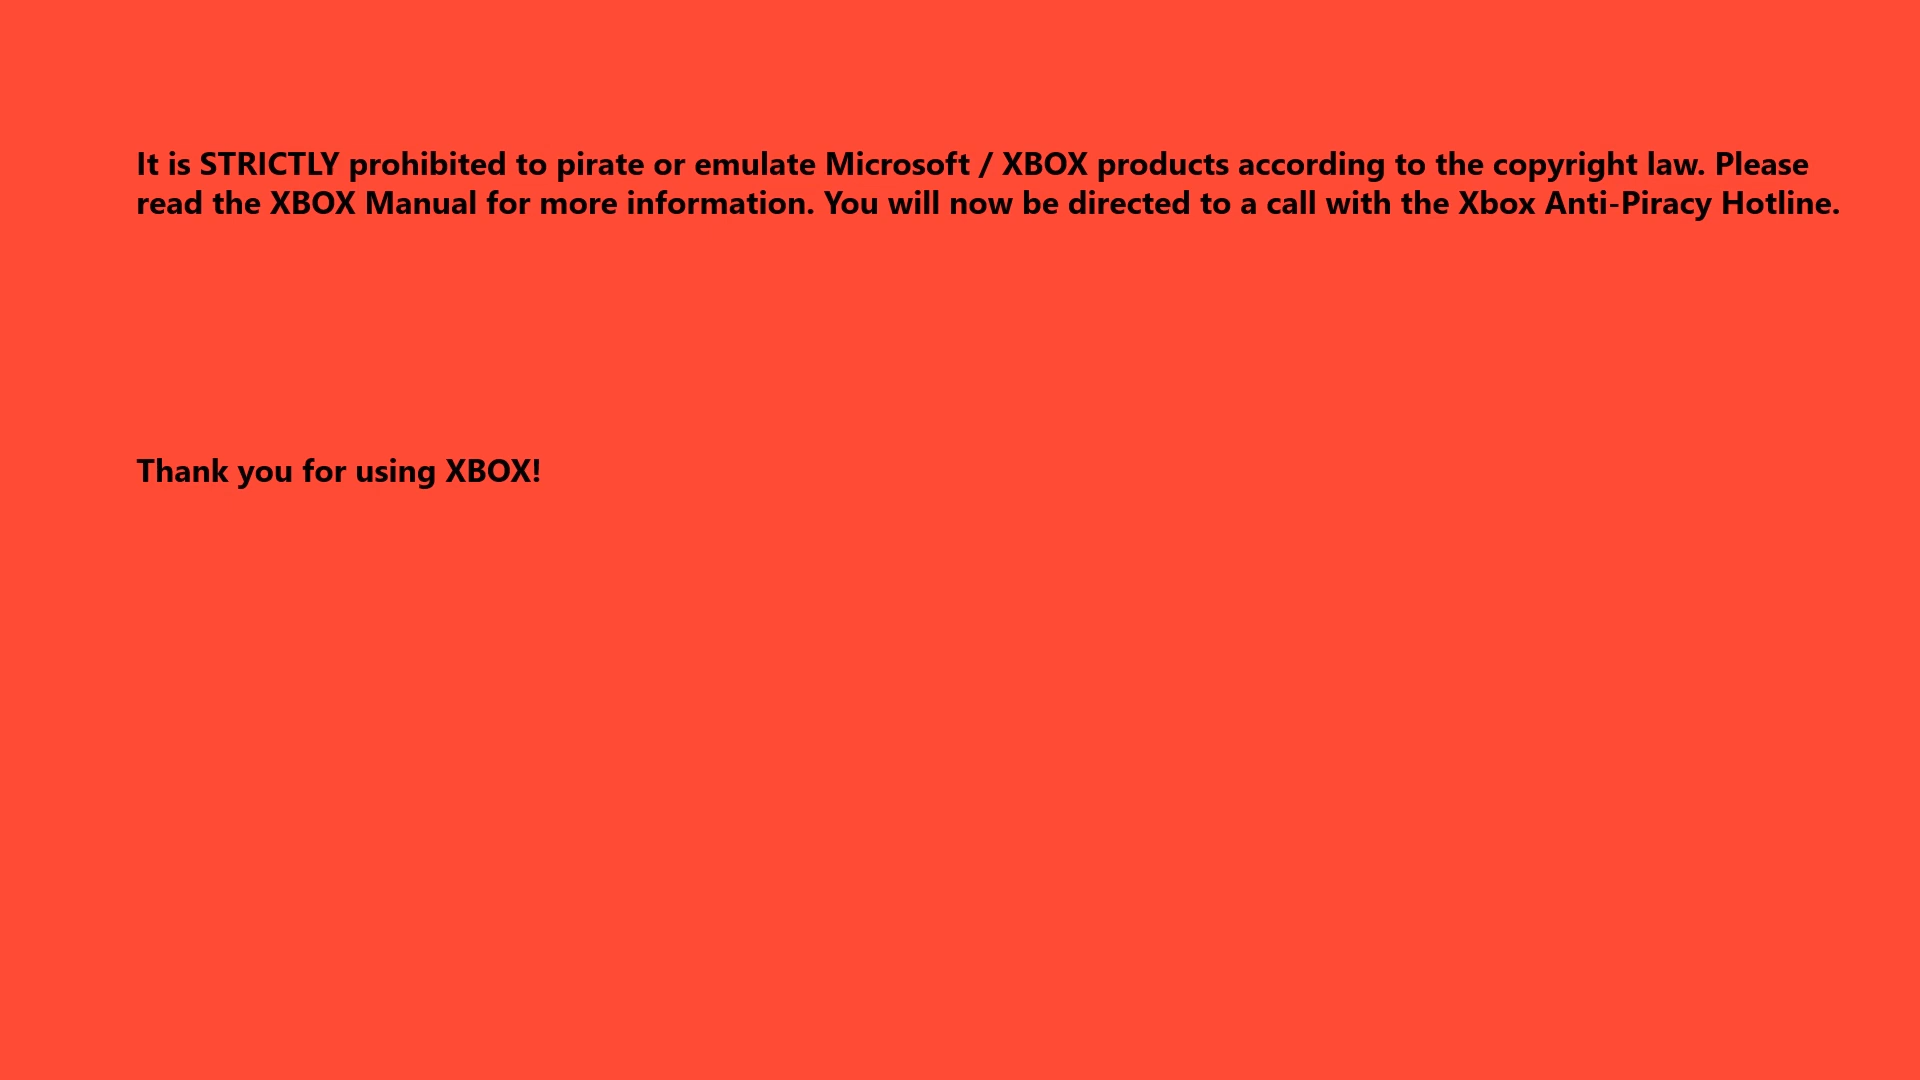 It is STRICTLY prohibited to pirate or emulate Microsoft / XBOX products according to the copyright law. Please
read the XBOX Manual for more information. You will now be directed to a call with the Xbox Anti-Piracy Hotline.
Thank you for using XBOX!